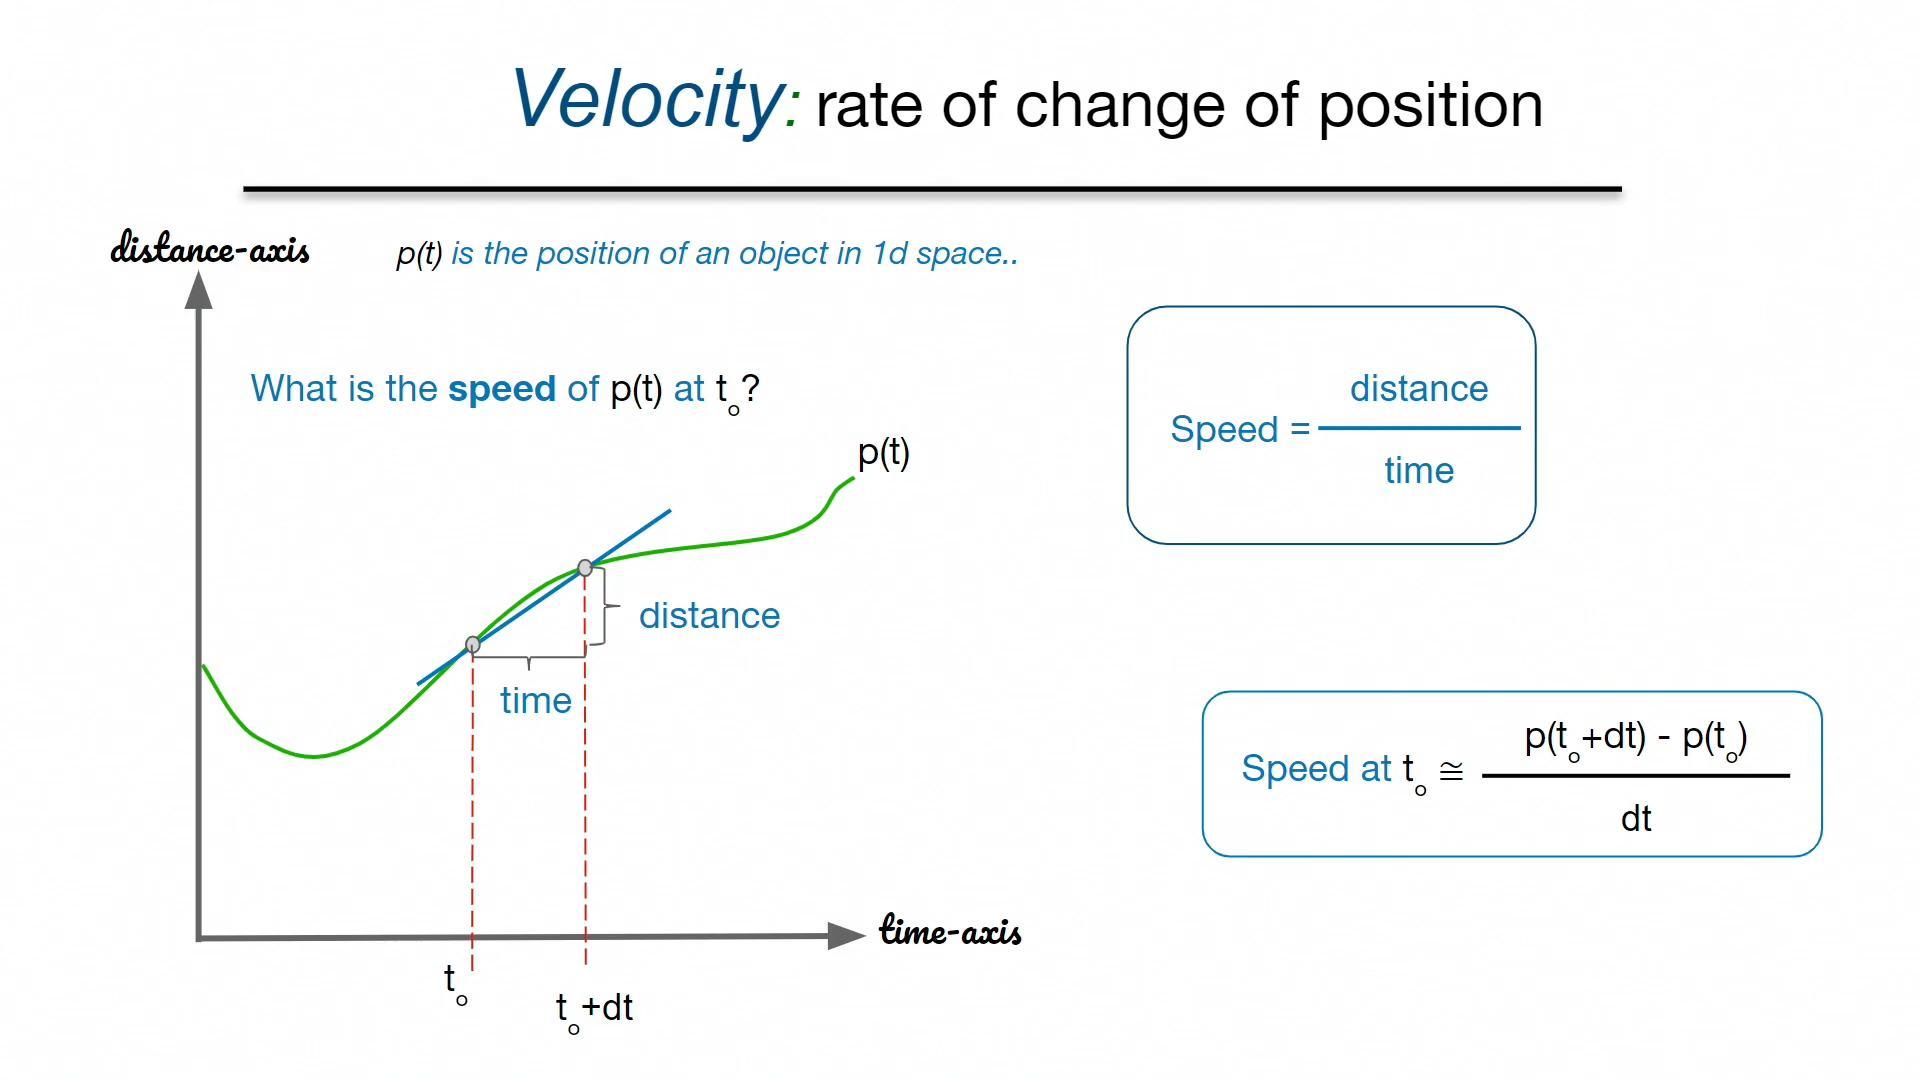 Velocity: rate of change of position
distance-axis
p(t) is the position of an object in 1d space..
What is the speed of p(t) at to?
p(t)
distance
time
time-axis
to
to+dt
Speed = distance
time
Speed at to ≅ p(to+dt) - p(to)
dt